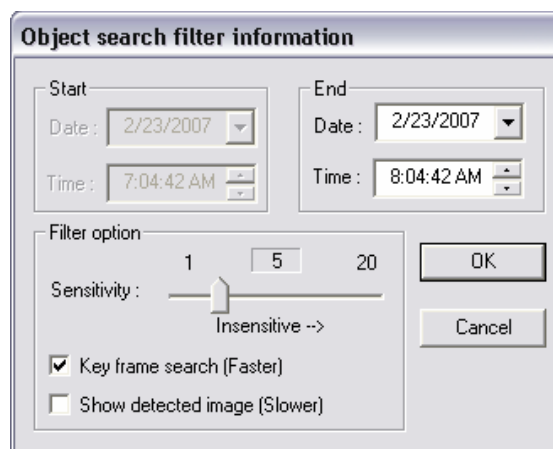 Object search filter information
Start
Date : 2/23/2007
Time : 7:04:42 AM
End
Date : 2/23/2007
Time : 8:04:42 AM
Filter option
1 5 20
Sensitivity :
Insensitive -->
Key frame search (Faster)
Show detected image (Slower)
OK
Cancel